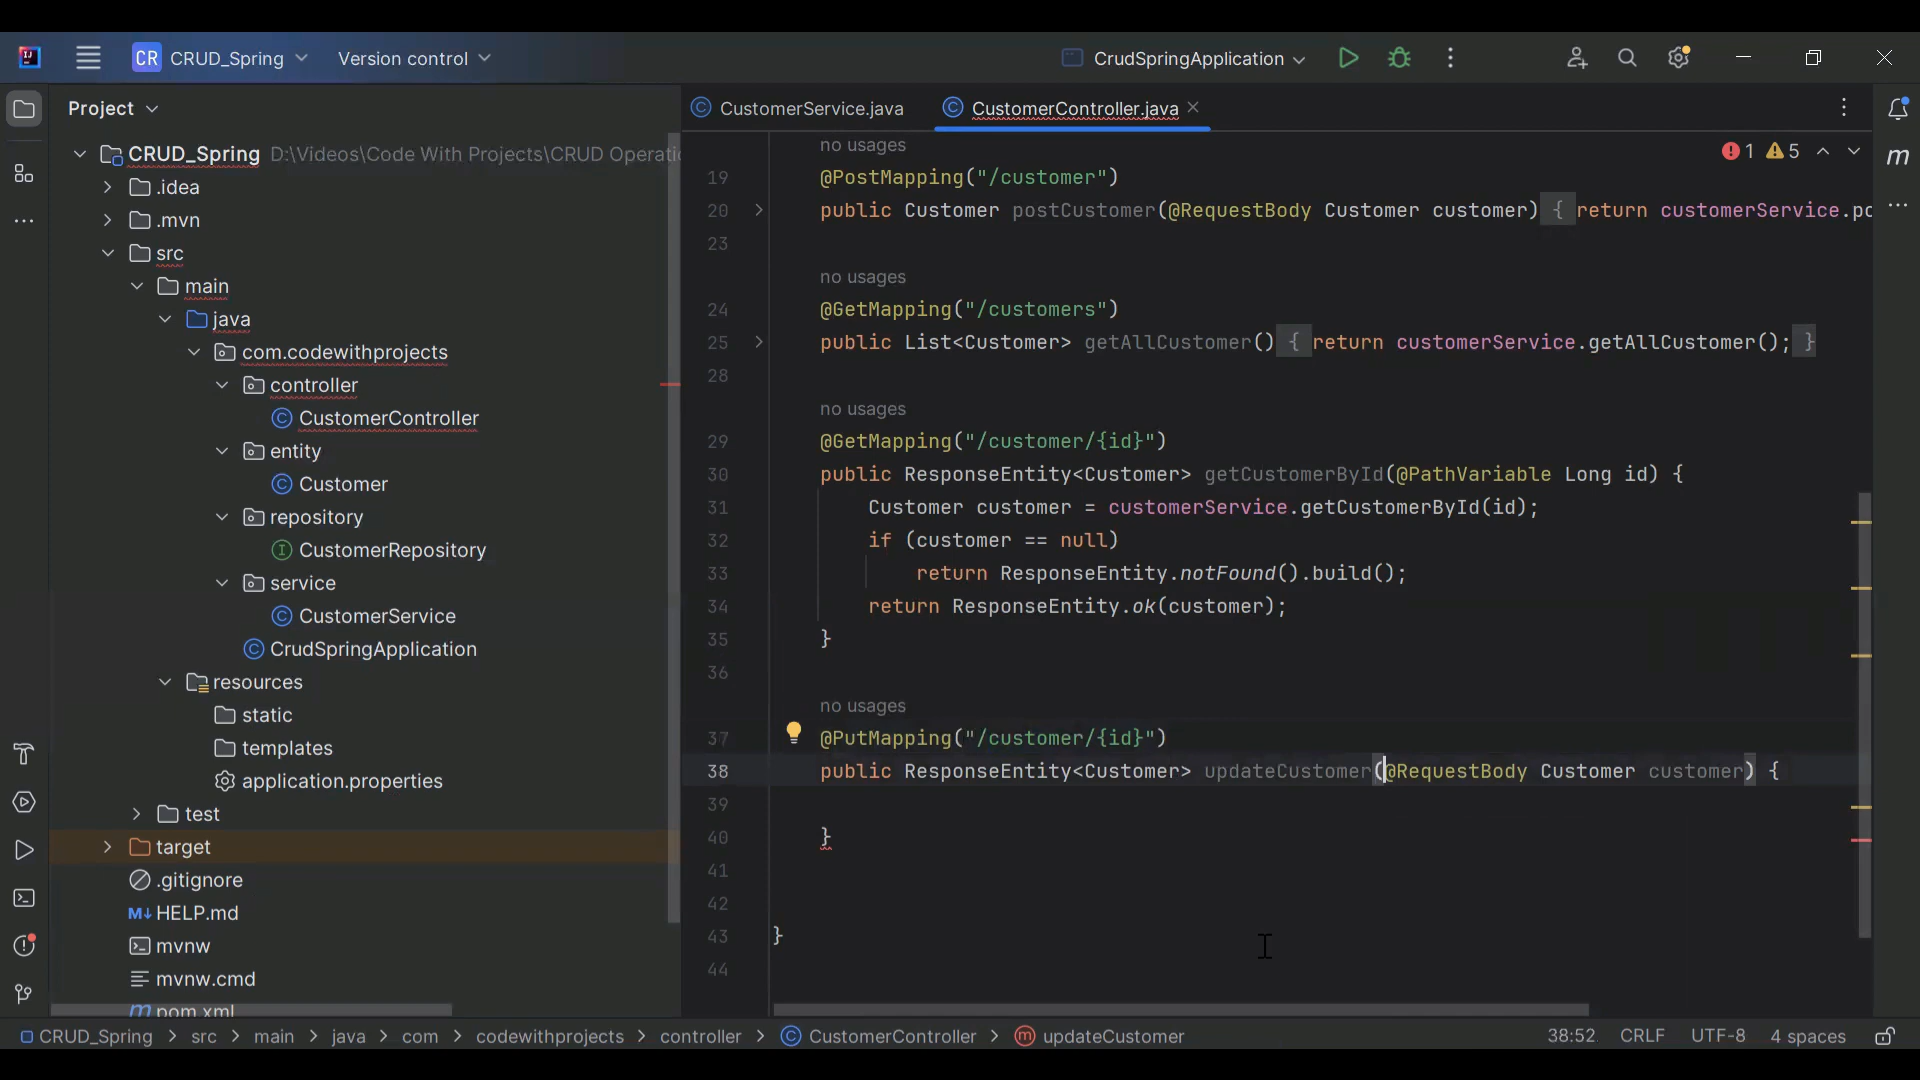 CR CRUD_Spring Version control CrudSpringApplication
Project
CustomerService.java CustomerController.java
CRUD_Spring D:\Videos\Code With Projects\CRUD Operati
.idea
.mvn
src
main
java
com.codewithprojects
controller
CustomerController
entity
Customer
repository
CustomerRepository
service
CustomerService
CrudSpringApplication
resources
static
templates
application.properties
test
target
.gitignore
HELP.md
mvnw
mvnw.cmd
pom.xml
1 5
no usages
19 @PostMapping("/customer")
20 public Customer postCustomer(@RequestBody Customer customer) { return customerService.po
23
no usages
24 @GetMapping("/customers")
25 public List<Customer> getAllCustomer() { return customerService.getAllCustomer(); }
28
no usages
29 @GetMapping("/customer/{id}")
30 public ResponseEntity<Customer> getCustomerById(@PathVariable Long id) {
31 Customer customer = customerService.getCustomerById(id);
32 if (customer == null)
33 return ResponseEntity.notFound().build();
34 return ResponseEntity.ok(customer);
35 }
36
no usages
37 @PutMapping("/customer/{id}")
38 public ResponseEntity<Customer> updateCustomer(@RequestBody Customer customer) {
39
40 }
41
42
43 }
44
CRUD_Spring > src > main > java > com > codewithprojects > controller > CustomerController > updateCustomer 38:52 CRLF UTF-8 4 spaces